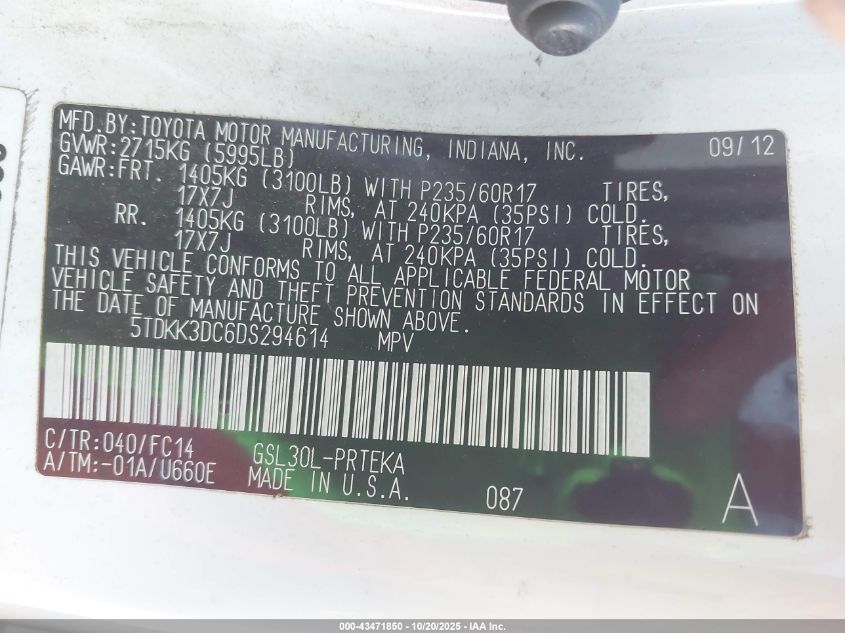 MFD.BY:TOYOTA MOTOR MANUFACTURING, INDIANA, INC. 09/12
GVWR:2715KG (5995LB)
GAWR:FRT. 1405KG (3100LB) WITH P235/60R17 TIRES,
17X7J RIMS, AT 240KPA (35PSI) COLD.
RR. 1405KG (3100LB) WITH P235/60R17 TIRES,
17X7J RIMS, AT 240KPA (35PSI) COLD.
THIS VEHICLE CONFORMS TO ALL APPLICABLE FEDERAL MOTOR
VEHICLE SAFETY AND THEFT PREVENTION STANDARDS IN EFFECT ON
THE DATE OF MANUFACTURE SHOWN ABOVE.
5TDKK3DC6DS294614 MPV
C/TR:040/FC14 GSL30L-PRTEKA
A/TM:-01A/U660E MADE IN U.S.A. 087 A
000-43471850 | 10/20/2025 - IAA Inc.